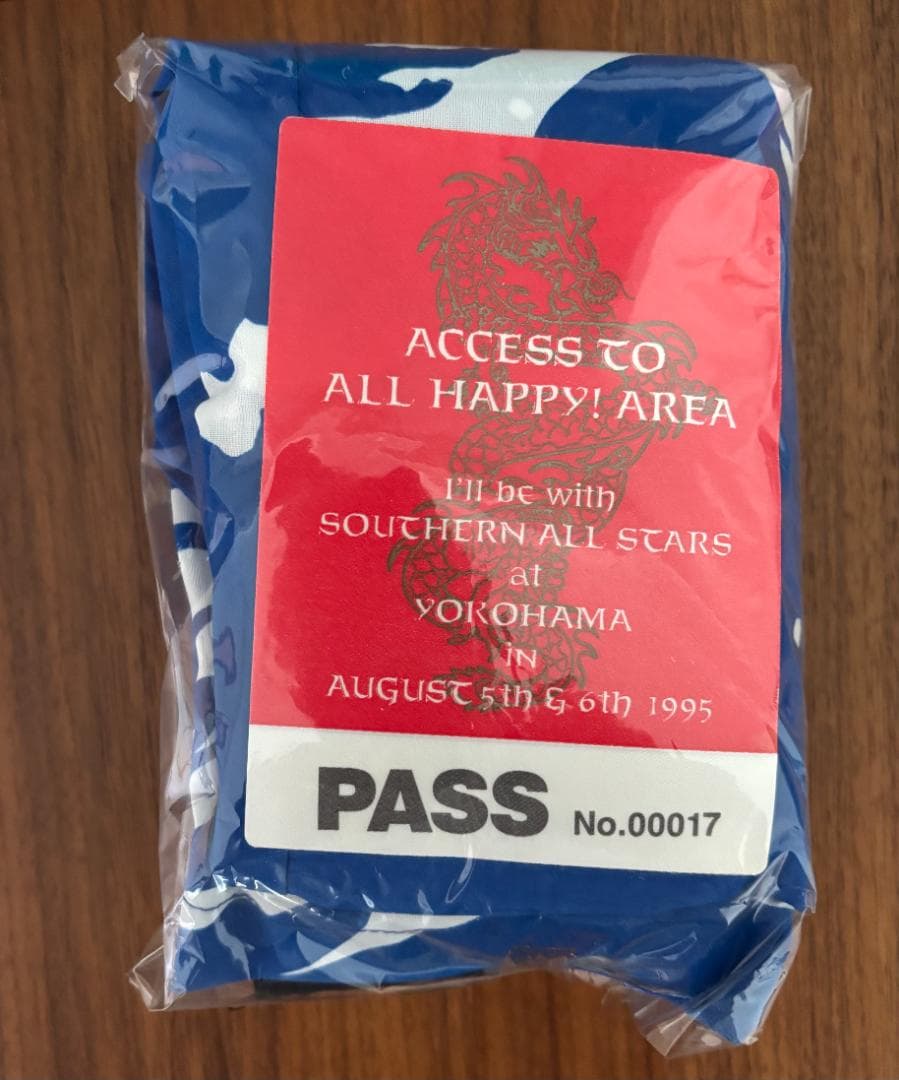 ACCESS TO
ALL HAPPY! AREA
I'll be with
SOUTHERN ALL STARS
at
YOKOHAMA
in
AUGUST 5th & 6th 1995
PASS No.00017